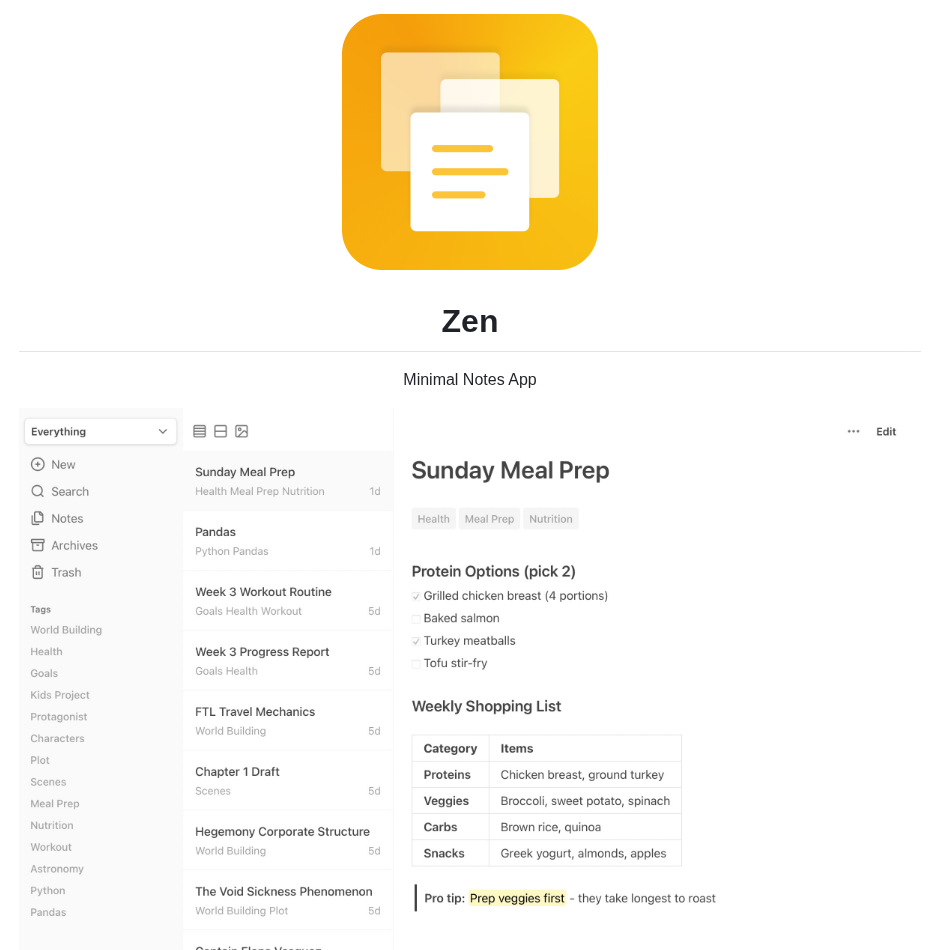 Zen
Minimal Notes App
Everything
New
Search
Notes
Archives
Trash
Tags
World Building
Health
Goals
Kids Project
Protagonist
Characters
Plot
Scenes
Meal Prep
Nutrition
Workout
Astronomy
Python
Pandas
Sunday Meal Prep
Health Meal Prep Nutrition 1d
Pandas
Python Pandas 1d
Week 3 Workout Routine
Goals Health Workout 5d
Week 3 Progress Report
Goals Health 5d
FTL Travel Mechanics
World Building 5d
Chapter 1 Draft
Scenes 5d
Hegemony Corporate Structure
World Building 5d
The Void Sickness Phenomenon
World Building Plot 5d
... Edit
Sunday Meal Prep
Health Meal Prep Nutrition
Protein Options (pick 2)
Grilled chicken breast (4 portions)
Baked salmon
Turkey meatballs
Tofu stir-fry
Weekly Shopping List
Category Items
Proteins Chicken breast, ground turkey
Veggies Broccoli, sweet potato, spinach
Carbs Brown rice, quinoa
Snacks Greek yogurt, almonds, apples
Pro tip: Prep veggies first - they take longest to roast